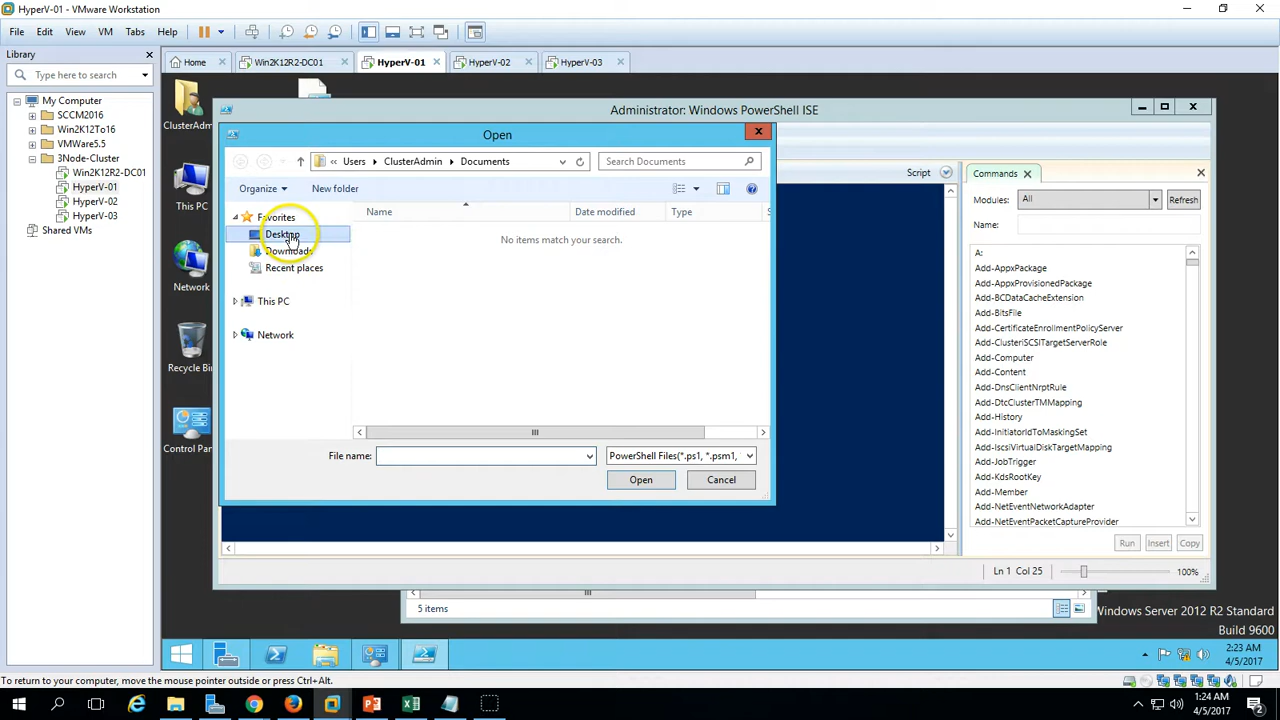 HyperV-01 - VMware Workstation
File Edit View VM Tabs Help
Library
Type here to search
Home Win2K12R2-DC01 HyperV-01 HyperV-02 HyperV-03
My Computer
SCCM2016
Win2K12To16
VMWare5.5
3Node-Cluster
Win2K12R2-DC01
HyperV-01
HyperV-02
HyperV-03
Shared VMs
ClusterAdm
This PC
Network
Recycle Bin
Control Pan
Administrator: Windows PowerShell ISE
Open
« Users Cluster​Admin Documents
Search Documents
Organize New folder
Favorites
Desktop
Downloads
Recent places
This PC
Network
Name Date modified Type S
No items match your search.
File name:
PowerShell Files(*.ps1, *.psm1,
Open Cancel
Script
Commands
Modules: All Refresh
Name:
A:
Add-AppxPackage
Add-AppxProvisionedPackage
Add-BCDataCacheExtension
Add-BitsFile
Add-CertificateEnrollmentPolicyServer
Add-ClusteriSCSITargetServerRole
Add-Computer
Add-Content
Add-DnsClientNrptRule
Add-DtcClusterTMMapping
Add-History
Add-InitiatorIdToMaskingSet
Add-IscsiVirtualDiskTargetMapping
Add-JobTrigger
Add-KdsRootKey
Add-Member
Add-NetEventNetworkAdapter
Add-NetEventPacketCaptureProvider
Run Insert Copy
Ln 1 Col 25 100%
5 items
Windows Server 2012 R2 Standard
Build 9600
2:23 AM
4/5/2017
To return to your computer, move the mouse pointer outside or press Ctrl+Alt.
1:24 AM
4/5/2017
2